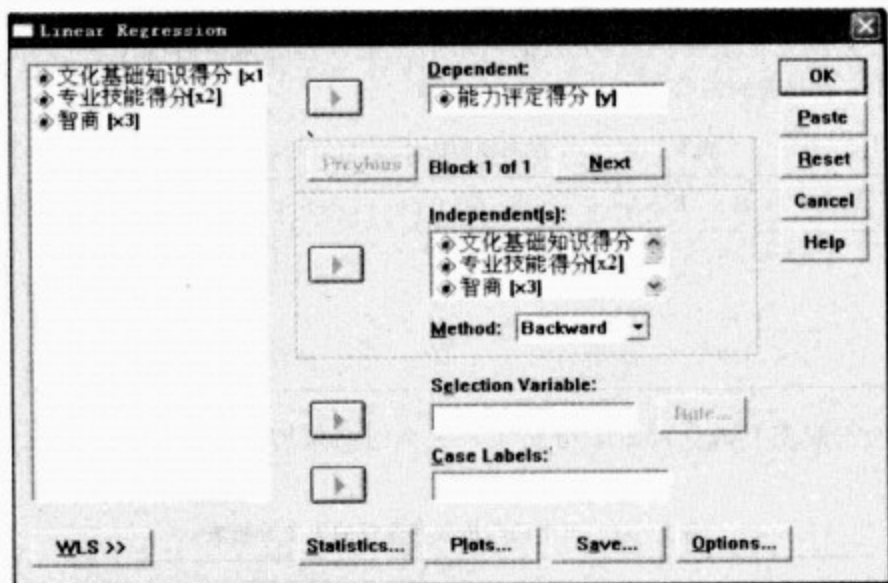 Linear Regression
文化基础知识得分 [x1
专业技能得分[x2]
智商 [x3]
Dependent:
能力评定得分 [y]
Previous
Block 1 of 1
Next
Independent[s]:
文化基础知识得分
专业技能得分[x2]
智商 [x3]
Method:
Backward
Selection Variable:
Rule...
Case Labels:
OK
Paste
Reset
Cancel
Help
WLS >>
Statistics...
Plots...
Save...
Options...